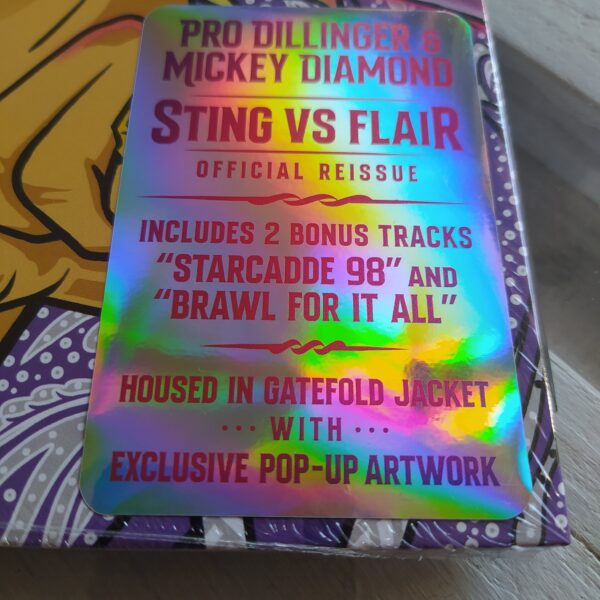 PRO DILLINGER &
MICKEY DIAMOND
STING VS FLAIR
OFFICIAL REISSUE
INCLUDES 2 BONUS TRACKS
"STARCADDE 98" AND
"BRAWL FOR IT ALL"
HOUSED IN GATEFOLD JACKET
··· WITH ···
EXCLUSIVE POP-UP ARTWORK